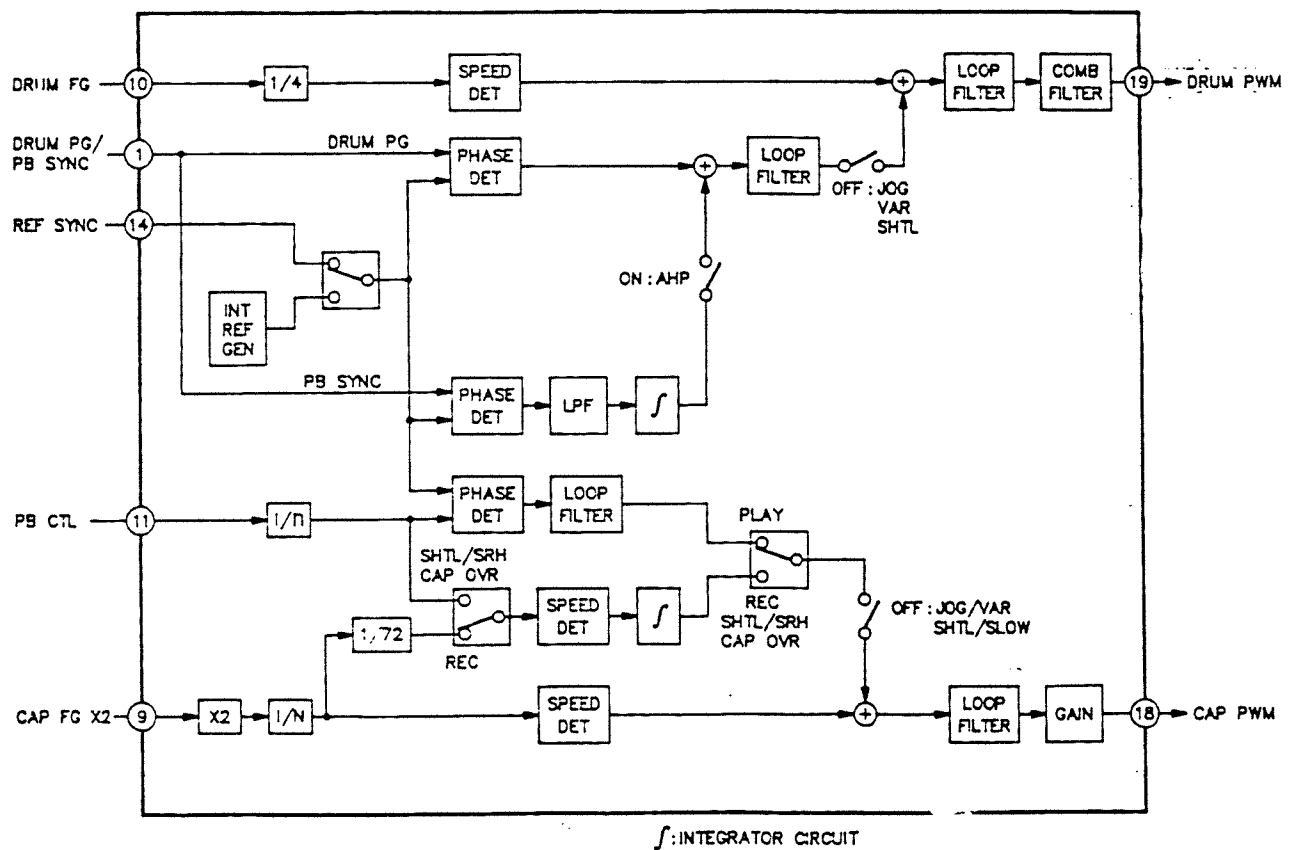 DRUM FG
10
1/4
SPEED
DET
LOOP
FILTER
COMB
FILTER
19
DRUM PWM
DRUM PG/
PB SYNC
1
DRUM PG
PHASE
DET
+
+
LOOP
FILTER
OFF : JOG
VAR
SHTL
REF SYNC
14
INT
REF
GEN
ON : AHP
PB SYNC
PHASE
DET
LPF
∫
PB CTL
11
1/n
PHASE
DET
LOOP
FILTER
PLAY
SHTL/SRH
CAP OVR
SPEED
DET
∫
REC
SHTL/SRH
CAP OVR
OFF : JOG/VAR
SHTL/SLOW
1/72
REC
CAP FG X2
9
X2
1/N
SPEED
DET
+
LOOP
FILTER
GAIN
18
CAP PWM
∫ : INTEGRATOR CIRCUIT